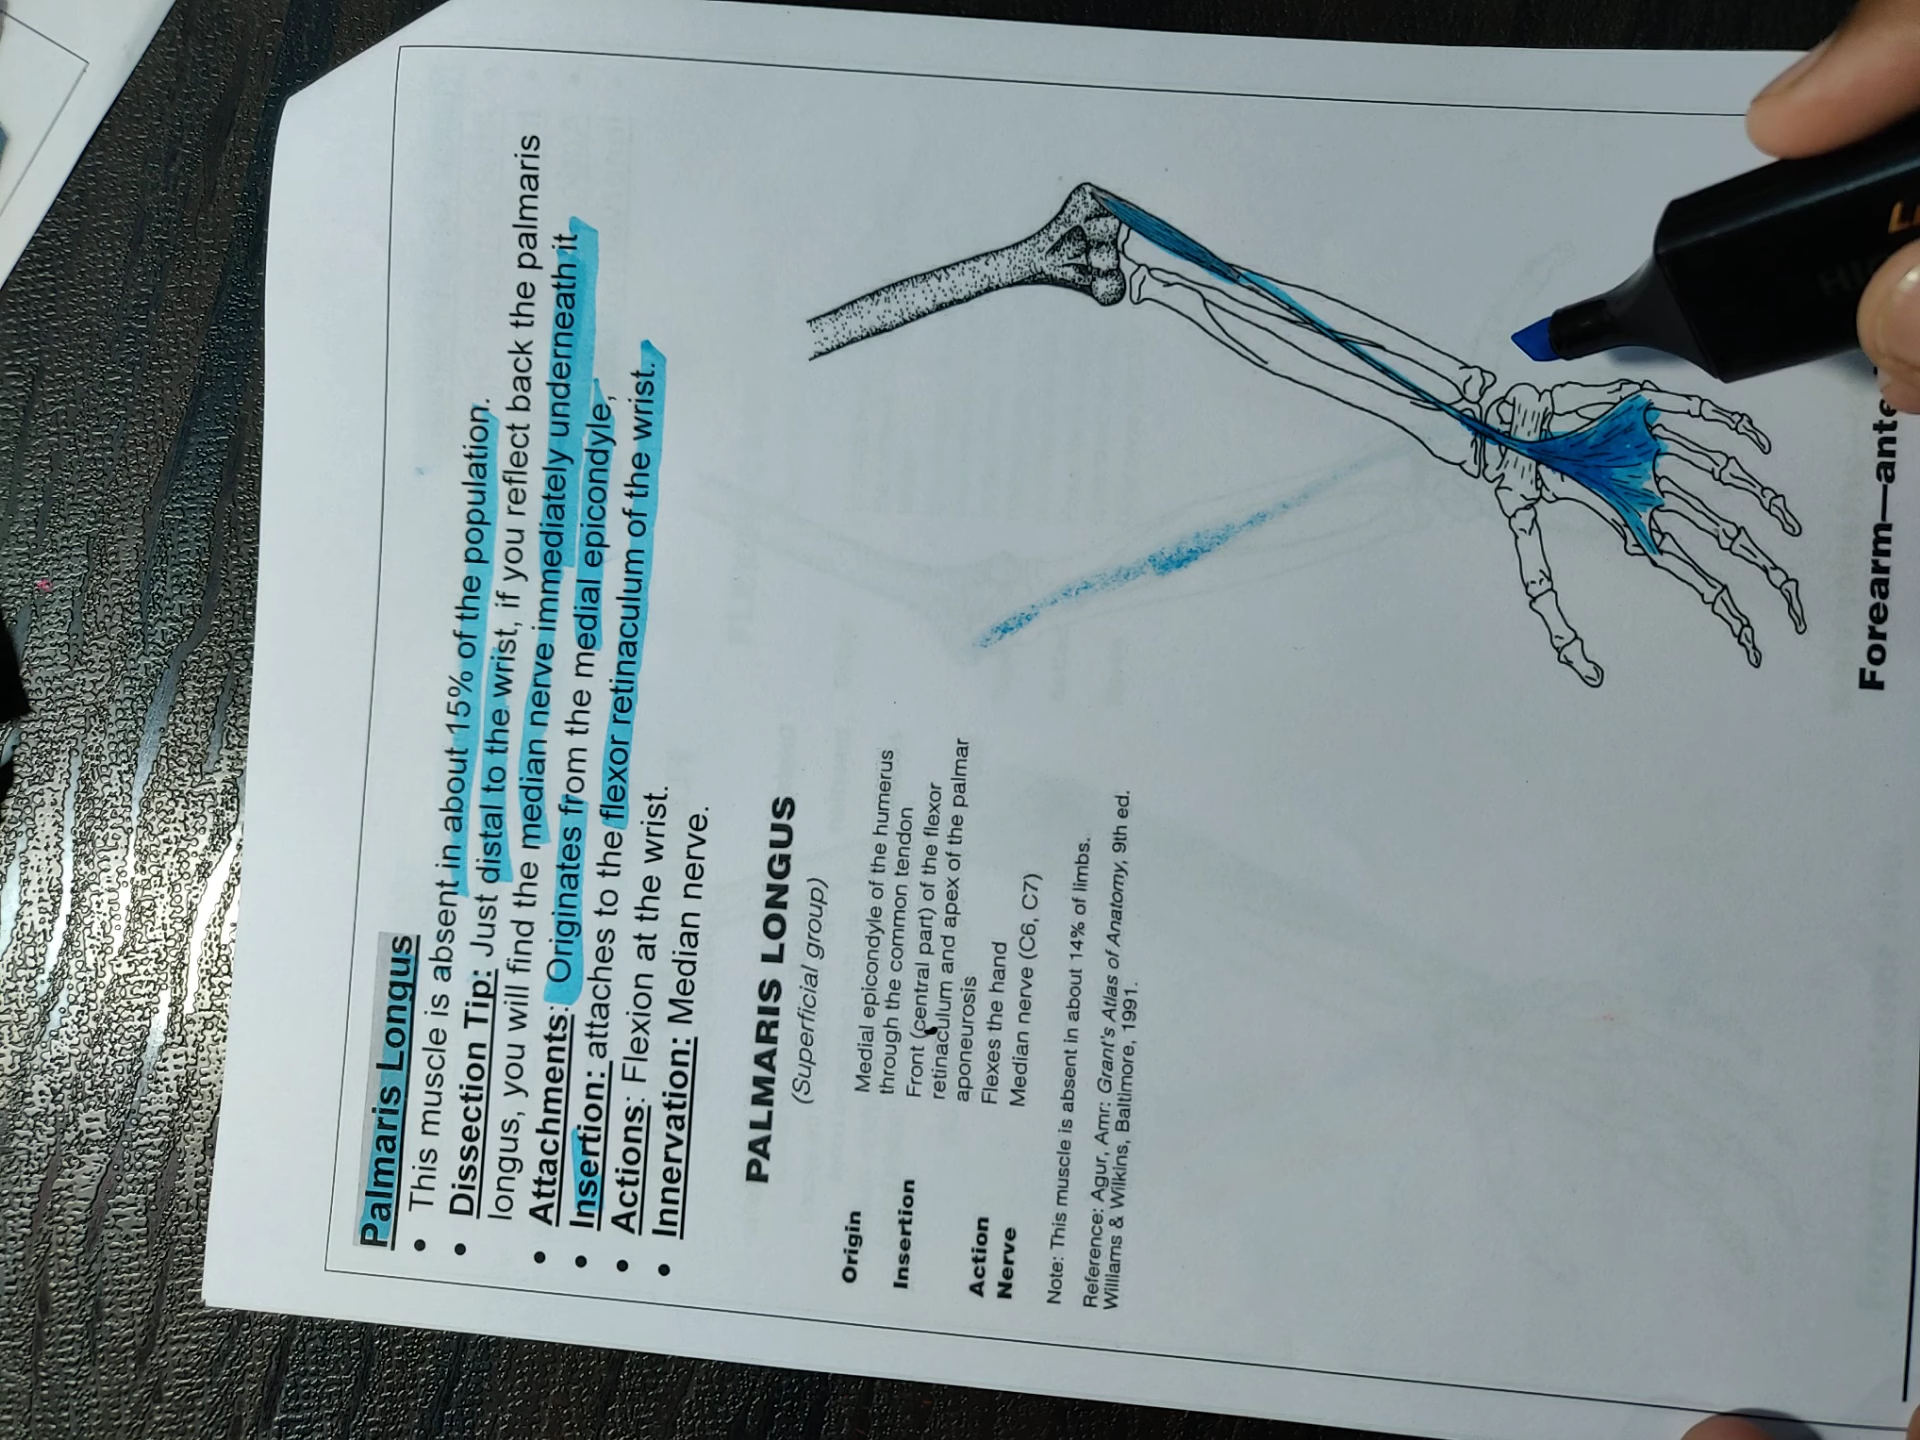 Palmaris Longus
• This muscle is absent in about 15% of the population.
• Dissection Tip: Just distal to the wrist, if you reflect back the palmaris
longus, you will find the median nerve immediately underneath it
• Attachments: Originates from the medial epicondyle,
• Insertion: attaches to the flexor retinaculum of the wrist.
• Actions: Flexion at the wrist.
• Innervation: Median nerve.
PALMARIS LONGUS
(Superficial group)
Origin Medial epicondyle of the humerus
through the common tendon
Insertion Front (central part) of the flexor
retinaculum and apex of the palmar
aponeurosis
Action Flexes the hand
Nerve Median nerve (C6, C7)
Note: This muscle is absent in about 14% of limbs.
Reference: Agur, Amr: Grant's Atlas of Anatomy, 9th ed.
Williams & Wilkins, Baltimore, 1991.
Forearm—ante